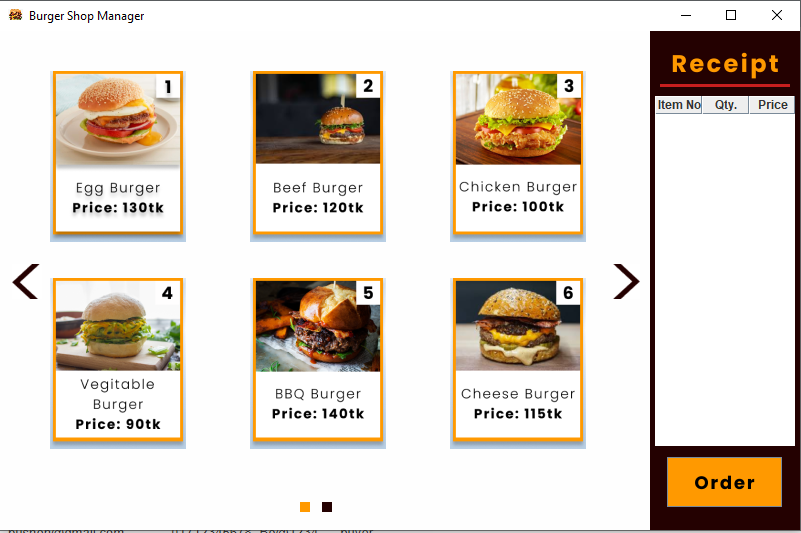 Burger Shop Manager
1
Egg Burger
Price: 130tk
2
Beef Burger
Price: 120tk
3
Chicken Burger
Price: 100tk
4
Vegitable
Burger
Price: 90tk
5
BBQ Burger
Price: 140tk
6
Cheese Burger
Price: 115tk
Receipt
Item No Qty. Price
Order